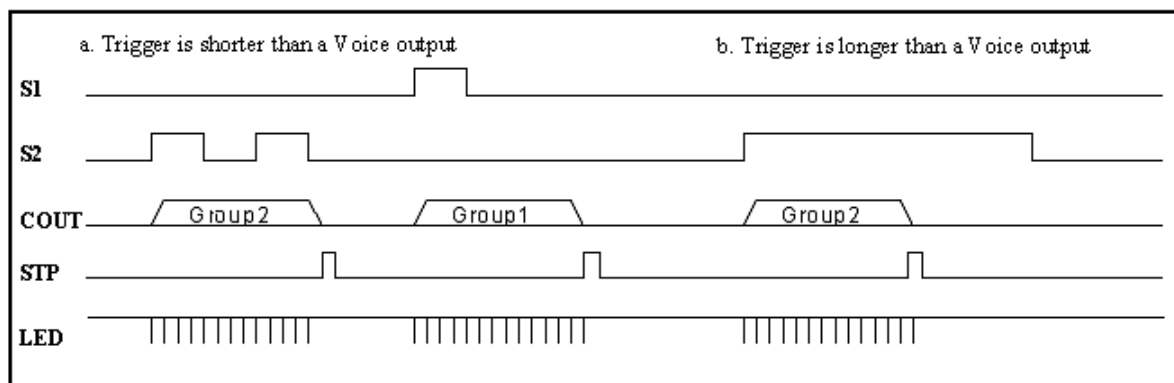 a. Trigger is shorter than a Voice output
b. Trigger is longer than a Voice output
S1
S2
COUT
Group2
Group1
Group2
STP
LED